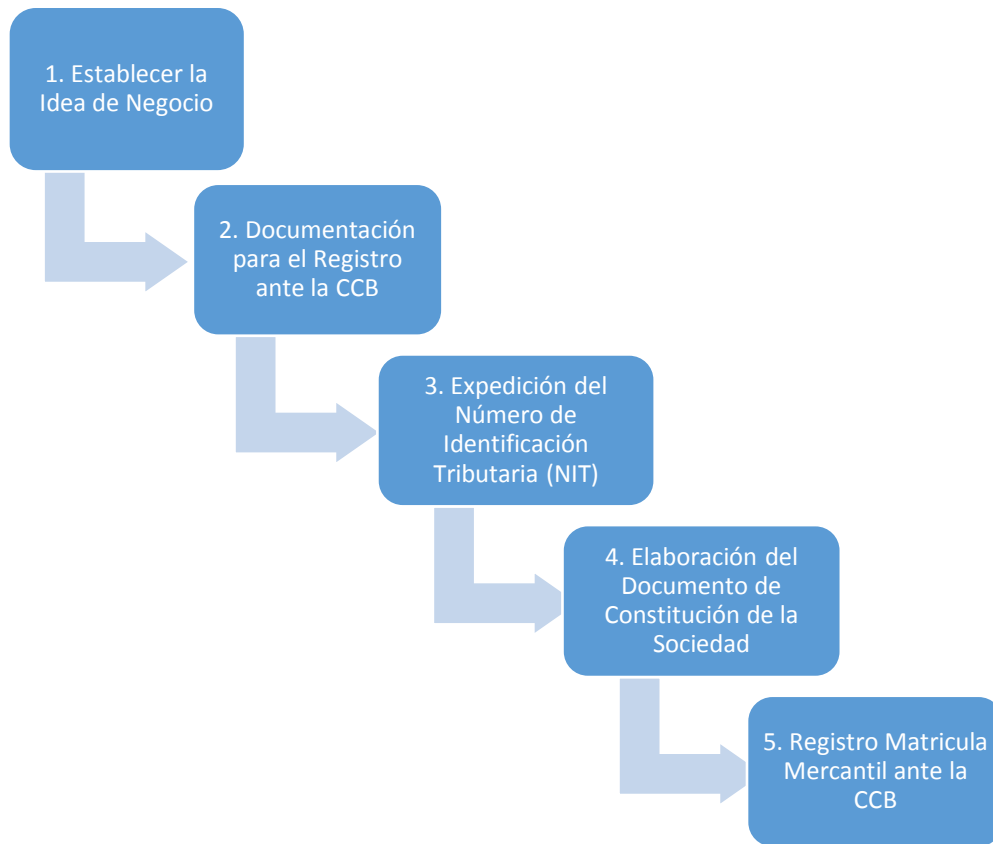 1. Establecer la
Idea de Negocio
2. Documentación
para el Registro
ante la CCB
3. Expedición del
Número de
Identificación
Tributaria (NIT)
4. Elaboración del
Documento de
Constitución de la
Sociedad
5. Registro Matricula
Mercantil ante la
CCB